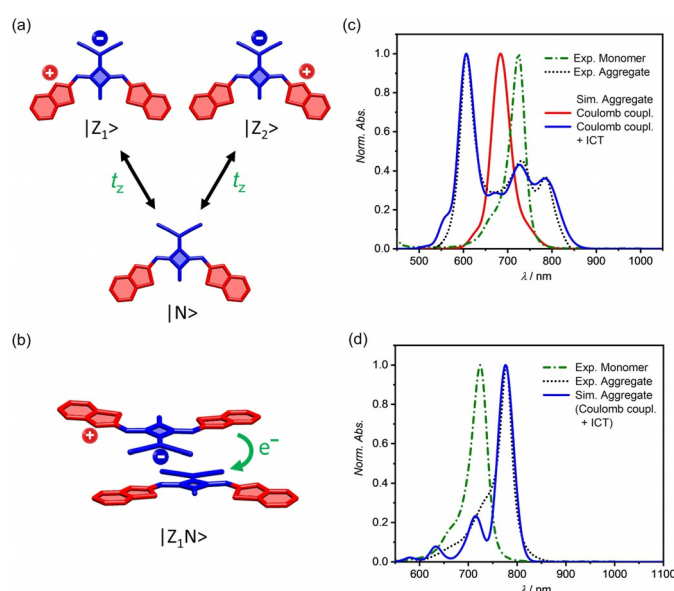 (a)
|Z₁>
|Z₂>
t_z
t_z
|N>
(b)
e⁻
|Z₁N>
(c)
Norm. Abs.
1.0
0.8
0.6
0.4
0.2
0.0
500 600 700 800 900 1000
λ / nm
Exp. Monomer
Exp. Aggregate
Sim. Aggregate
Coulomb coupl.
Coulomb coupl.
+ ICT
(d)
Norm. Abs.
1.0
0.8
0.6
0.4
0.2
0.0
600 700 800 900 1000 1100
λ / nm
Exp. Monomer
Exp. Aggregate
Sim. Aggregate
(Coulomb coupl.
+ ICT)